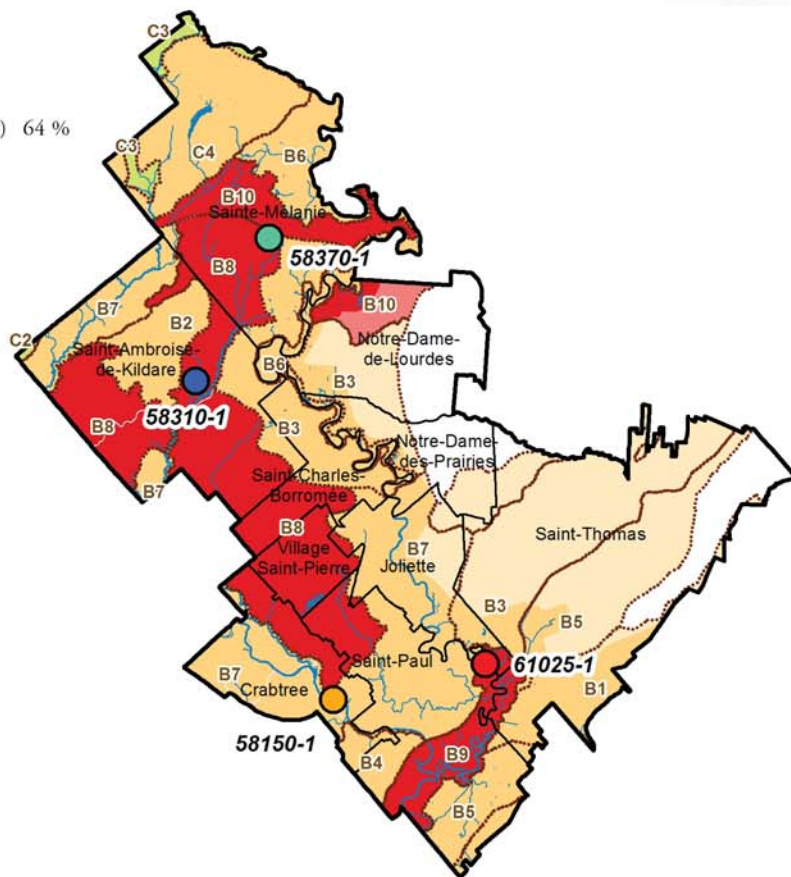 C3
) 64 %
C3
C4
B6
B10
Sainte-Mélanie
58370-1
B8
B7
B10
B2
Notre-Dame-
de-Lourdes
C2
Saint-Ambroise-
de-Kildare
B6
B3
58310-1
B3
B8
Notre-Dame-
des-Prairies
B7
Saint-Charles-
Borromée
Saint-Thomas
B8
B7
Village
Saint-Pierre
Joliette
B3
B5
Saint-Paul
61025-1
B7
Crabtree
B1
58150-1
B4
B9
B5